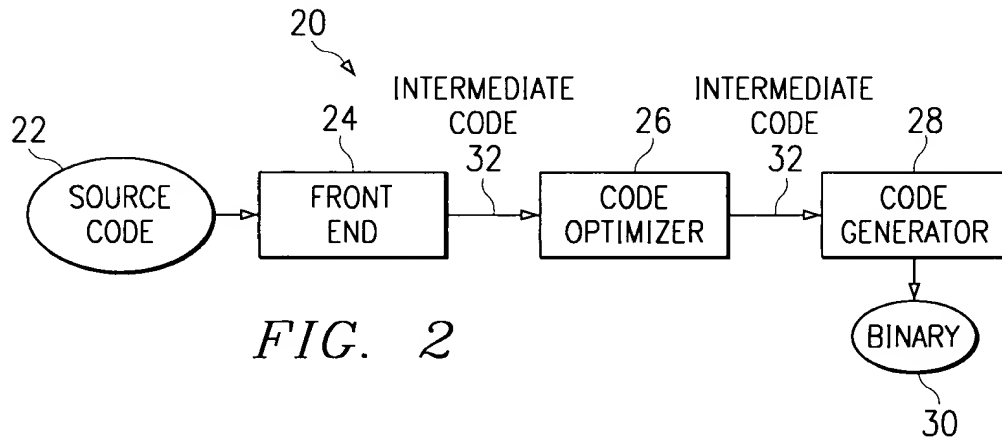 20
INTERMEDIATE
CODE
32
INTERMEDIATE
CODE
32
22
SOURCE
CODE
24
FRONT
END
26
CODE
OPTIMIZER
28
CODE
GENERATOR
BINARY
30
FIG. 2